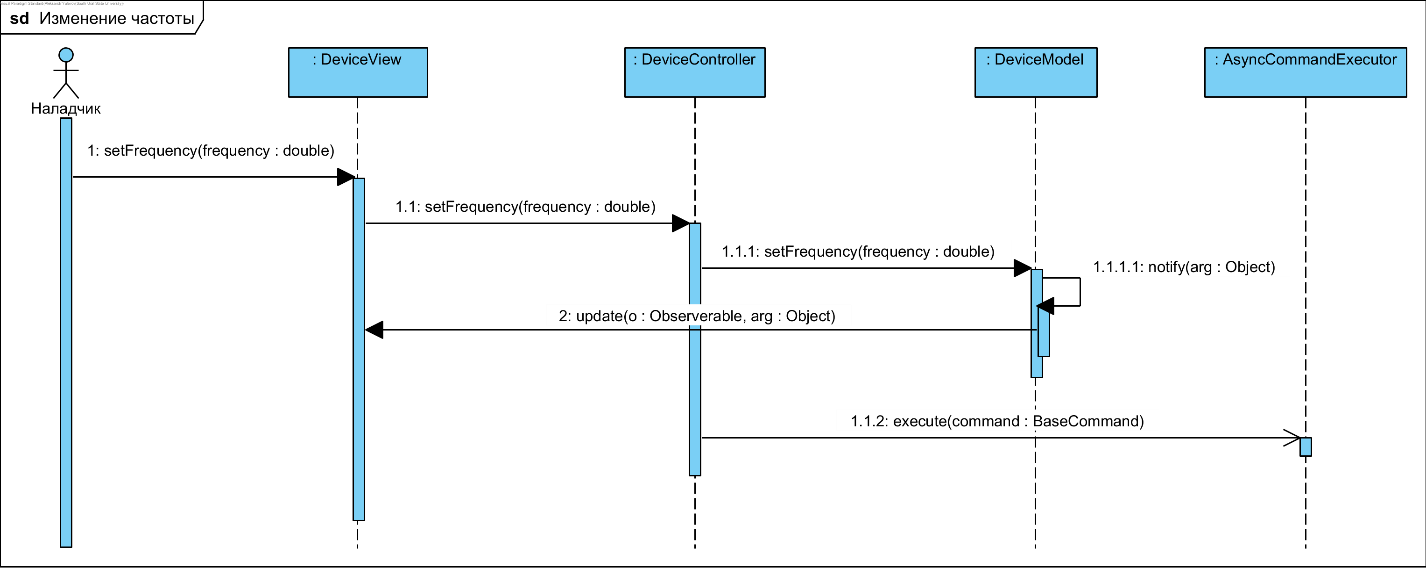 sd Изменение частоты
Наладчик
: DeviceView
: DeviceController
: DeviceModel
: AsyncCommandExecutor
1: setFrequency(frequency : double)
1.1: setFrequency(frequency : double)
1.1.1: setFrequency(frequency : double)
1.1.1.1: notify(arg : Object)
2: update(o : Observerable, arg : Object)
1.1.2: execute(command : BaseCommand)